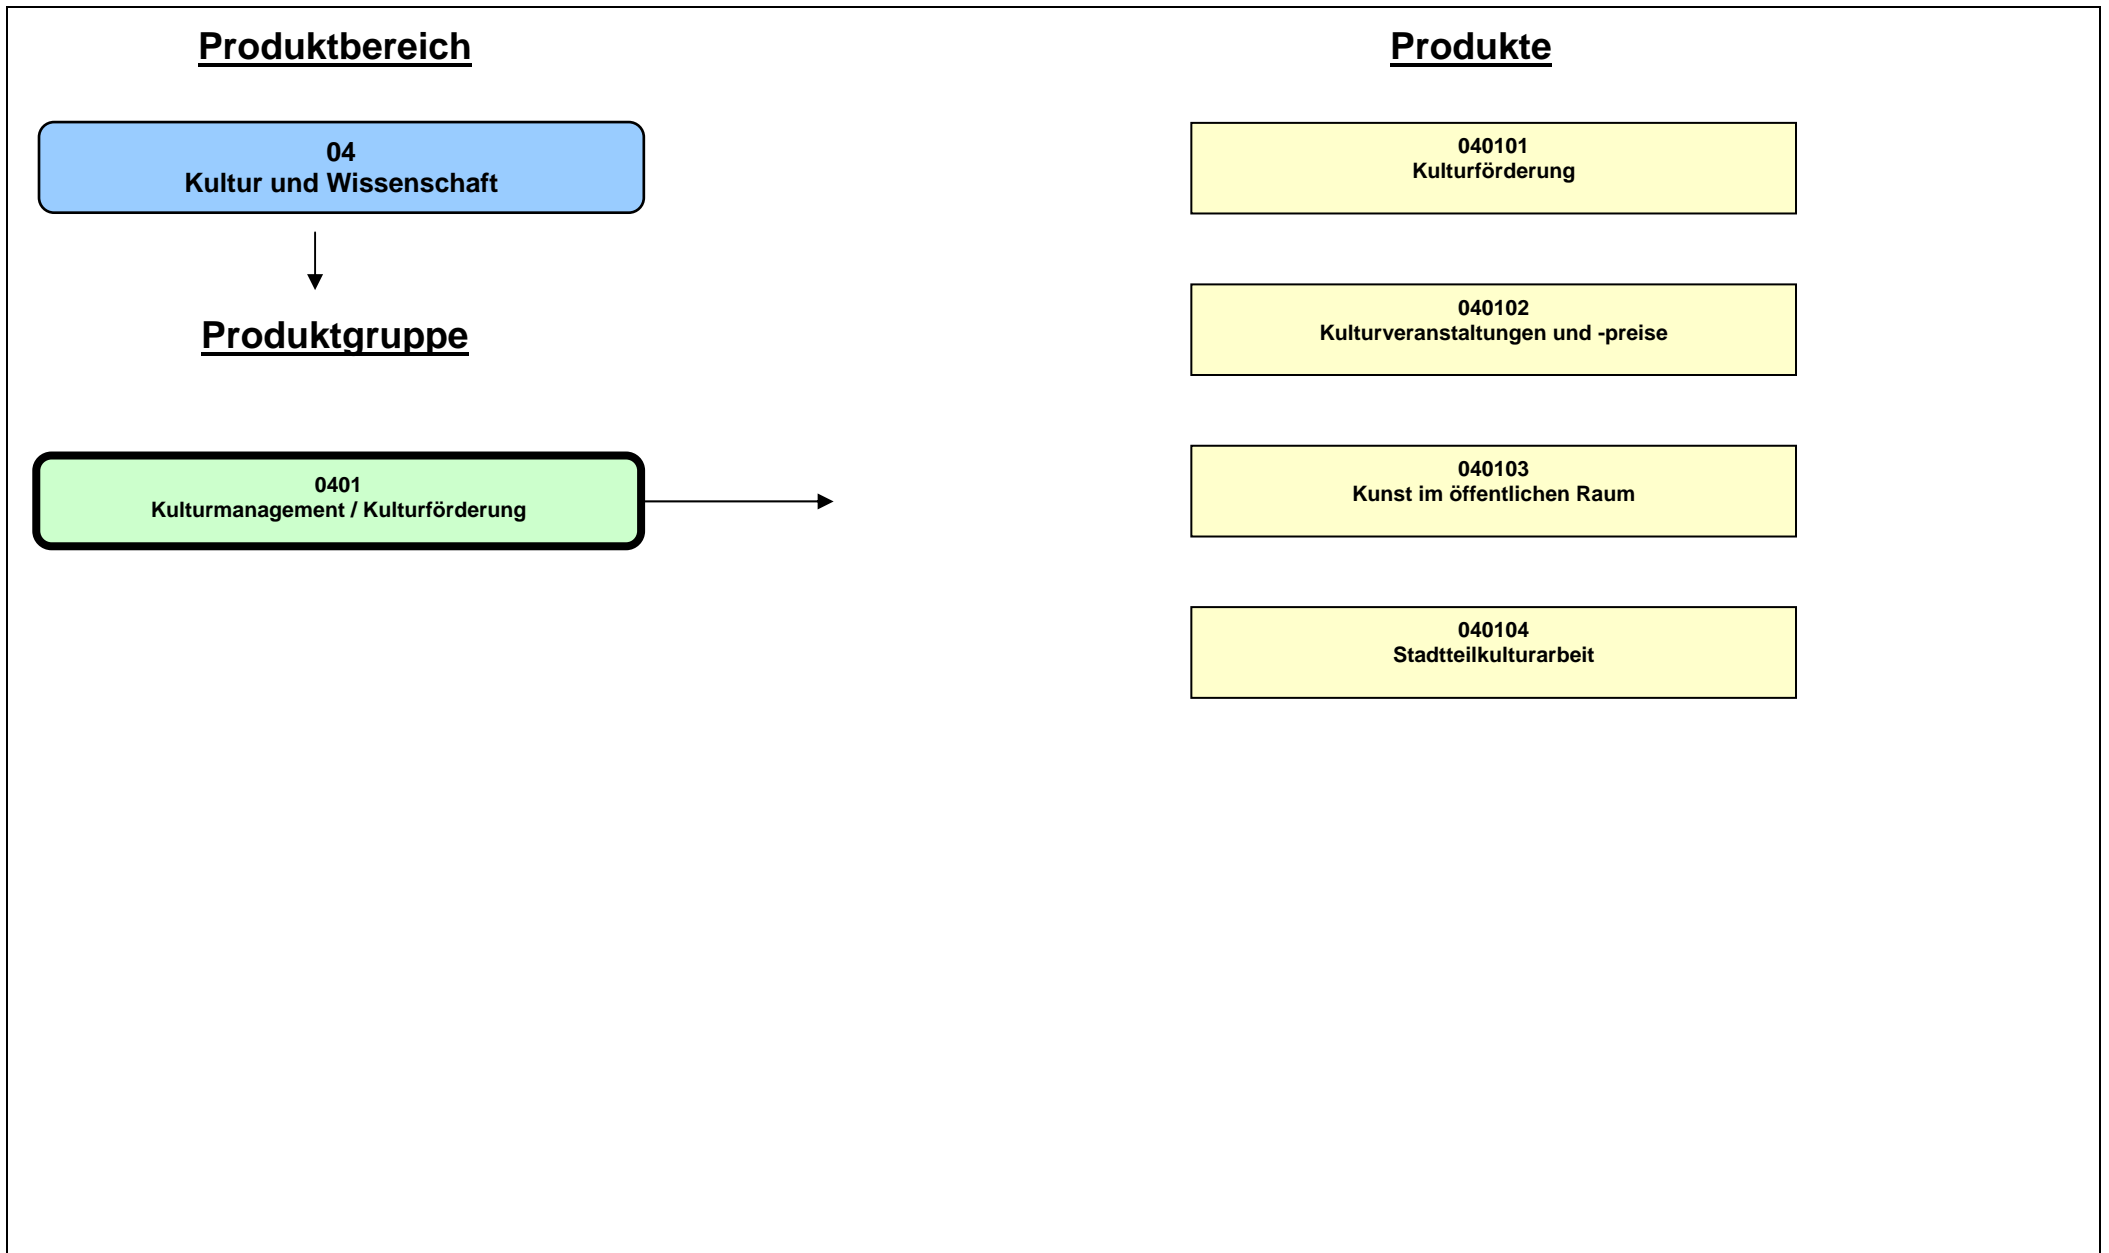 Produktbereich
04
Kultur und Wissenschaft
Produktgruppe
0401
Kulturmanagement / Kulturförderung
Produkte
040101
Kulturförderung
040102
Kulturveranstaltungen und -preise
040103
Kunst im öffentlichen Raum
040104
Stadtteilkulturarbeit